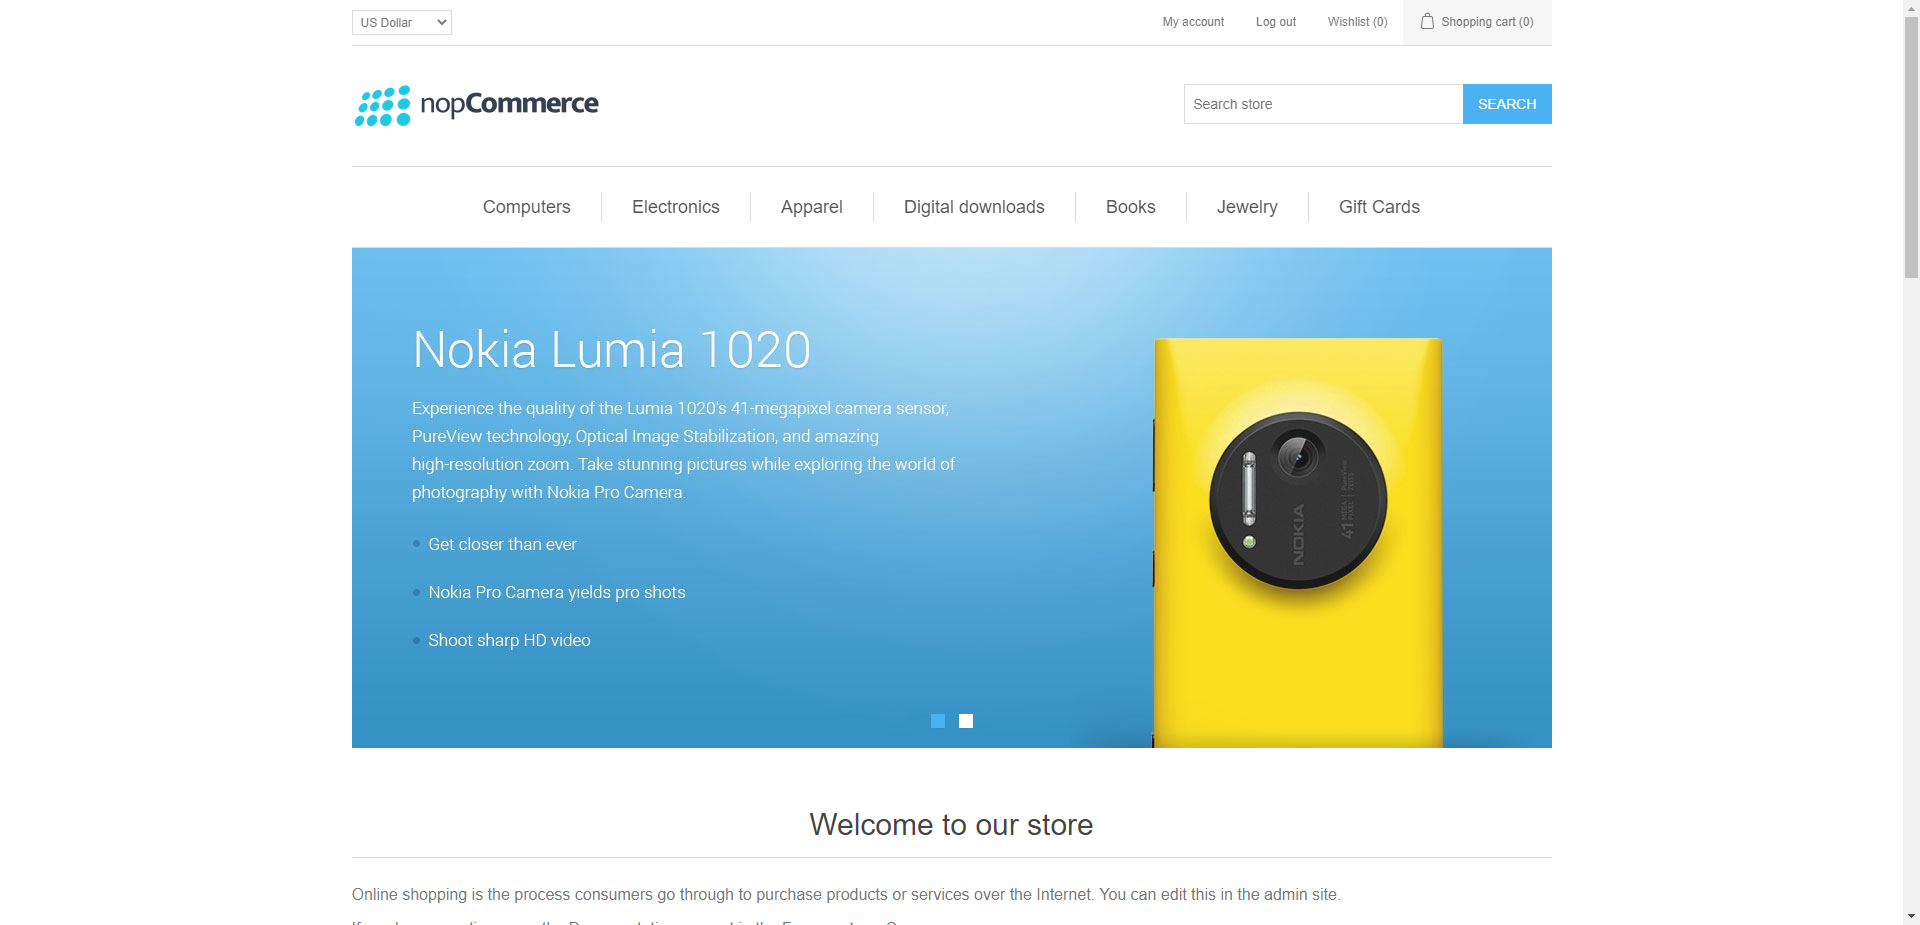 US Dollar
My account
Log out
Wishlist (0)
Shopping cart (0)
nopCommerce
Search store
SEARCH
Computers
Electronics
Apparel
Digital downloads
Books
Jewelry
Gift Cards
Nokia Lumia 1020
Experience the quality of the Lumia 1020's 41-megapixel camera sensor,
PureView technology, Optical Image Stabilization, and amazing
high-resolution zoom. Take stunning pictures while exploring the world of
photography with Nokia Pro Camera.
Get closer than ever
Nokia Pro Camera yields pro shots
Shoot sharp HD video
NOKIA
41 MEGA PIXEL
PureView
ZEISS
Welcome to our store
Online shopping is the process consumers go through to purchase products or services over the Internet. You can edit this in the admin site.